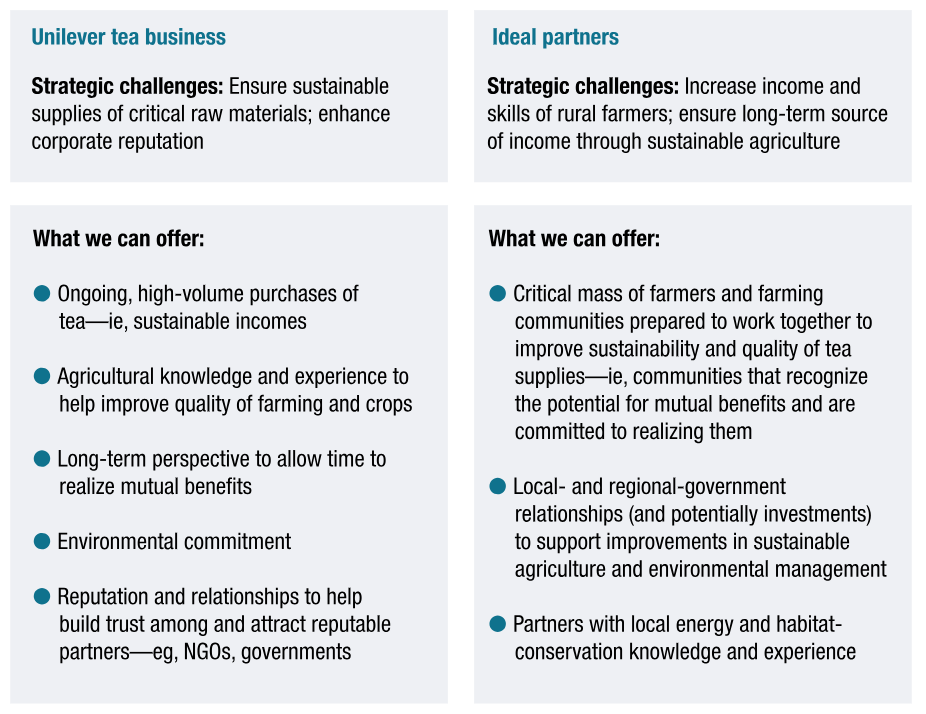 Unilever tea business
Strategic challenges: Ensure sustainable
supplies of critical raw materials; enhance
corporate reputation
What we can offer:
● Ongoing, high-volume purchases of
tea—ie, sustainable incomes
● Agricultural knowledge and experience to
help improve quality of farming and crops
● Long-term perspective to allow time to
realize mutual benefits
● Environmental commitment
● Reputation and relationships to help
build trust among and attract reputable
partners—eg, NGOs, governments
Ideal partners
Strategic challenges: Increase income and
skills of rural farmers; ensure long-term source
of income through sustainable agriculture
What we can offer:
● Critical mass of farmers and farming
communities prepared to work together to
improve sustainability and quality of tea
supplies—ie, communities that recognize
the potential for mutual benefits and are
committed to realizing them
● Local- and regional-government
relationships (and potentially investments)
to support improvements in sustainable
agriculture and environmental management
● Partners with local energy and habitat-
conservation knowledge and experience